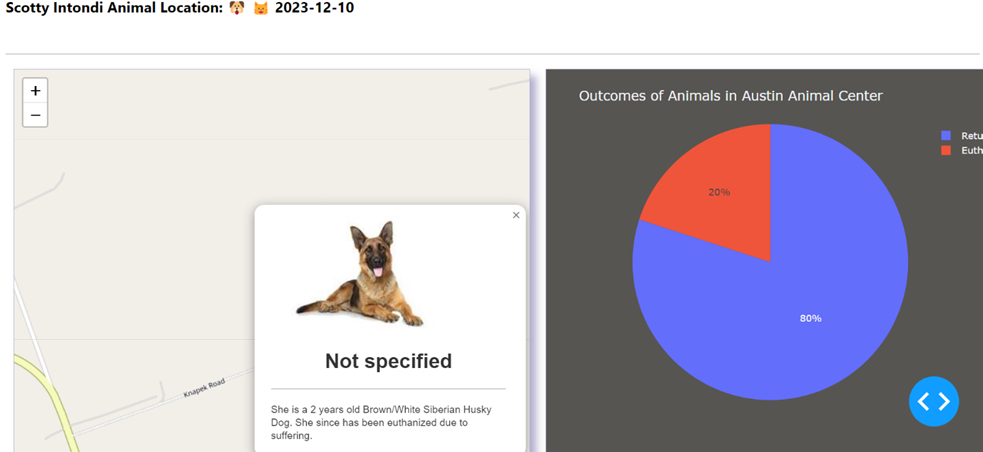 Scotty Intondi Animal Location: 🐶 😺 2023-12-10
+
−
Knapek Road
×
Not specified
She is a 2 years old Brown/White Siberian Husky
Dog. She since has been euthanized due to
suffering.
Outcomes of Animals in Austin Animal Center
Retu
Euth
20%
80%